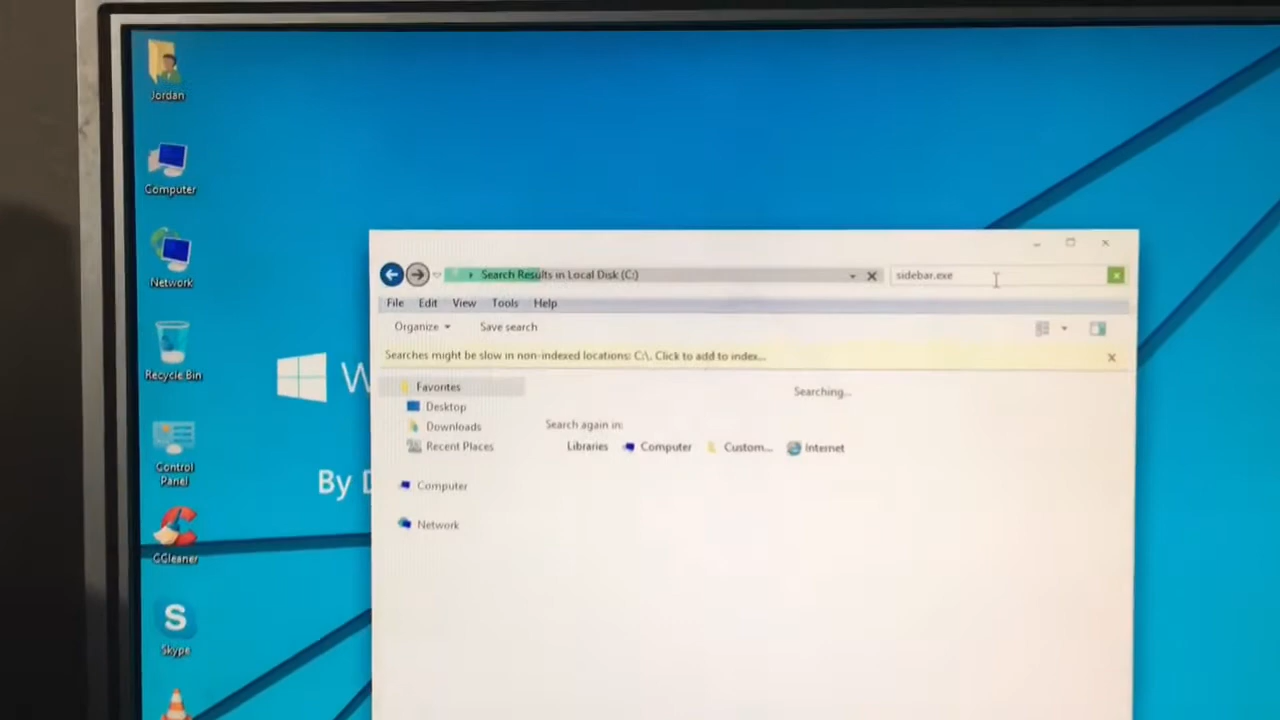 Jordan
Computer
Network
Recycle Bin
Control
Panel
CCleaner
S
Skype
W
By D
Search Results in Local Disk (C:)
sidebar.exe
File Edit View Tools Help
Organize Save search
Searches might be slow in non-indexed locations: C:\. Click to add to index...
Favorites
Desktop
Downloads
Recent Places
Computer
Network
Searching...
Search again in:
Libraries Computer Custom... Internet